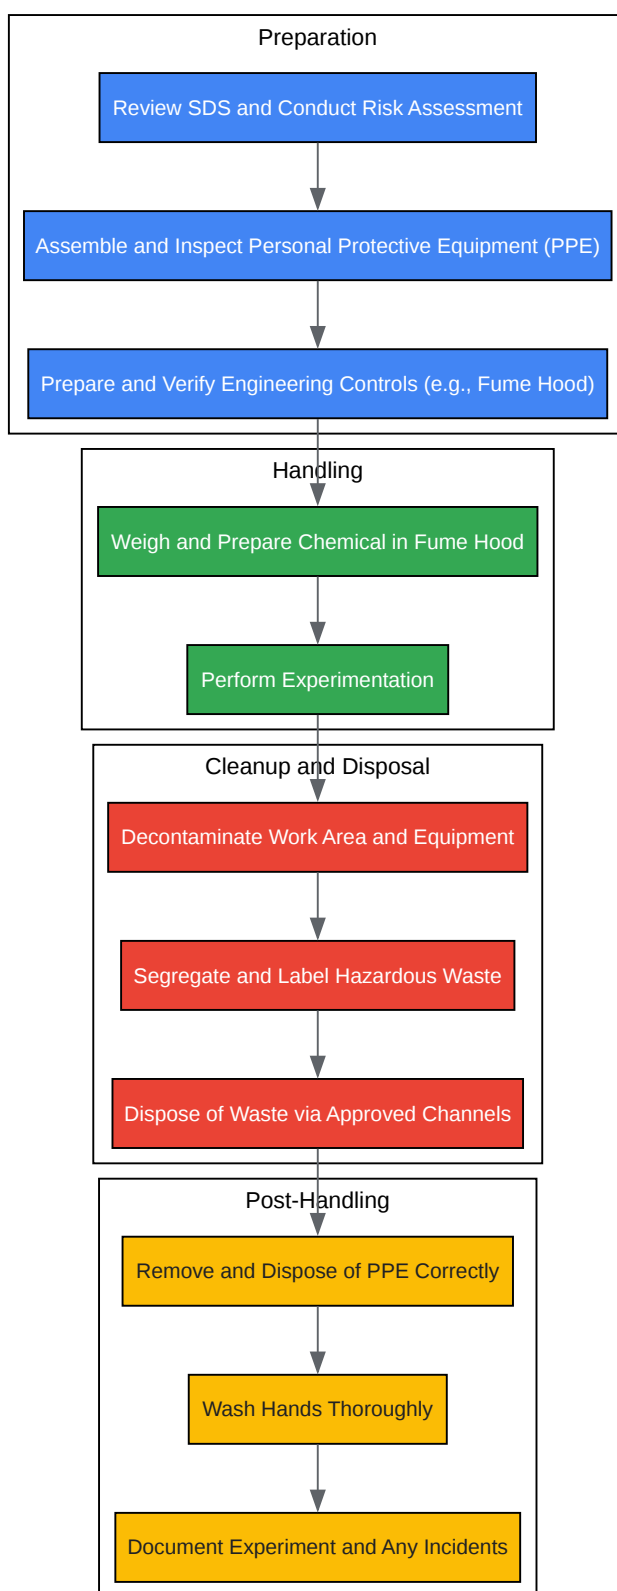 Preparation
Review SDS and Conduct Risk Assessment
Assemble and Inspect Personal Protective Equipment (PPE)
Prepare and Verify Engineering Controls (e.g., Fume Hood)
Handling
Weigh and Prepare Chemical in Fume Hood
Perform Experimentation
Cleanup and Disposal
Decontaminate Work Area and Equipment
Segregate and Label Hazardous Waste
Dispose of Waste via Approved Channels
Post-Handling
Remove and Dispose of PPE Correctly
Wash Hands Thoroughly
Document Experiment and Any Incidents